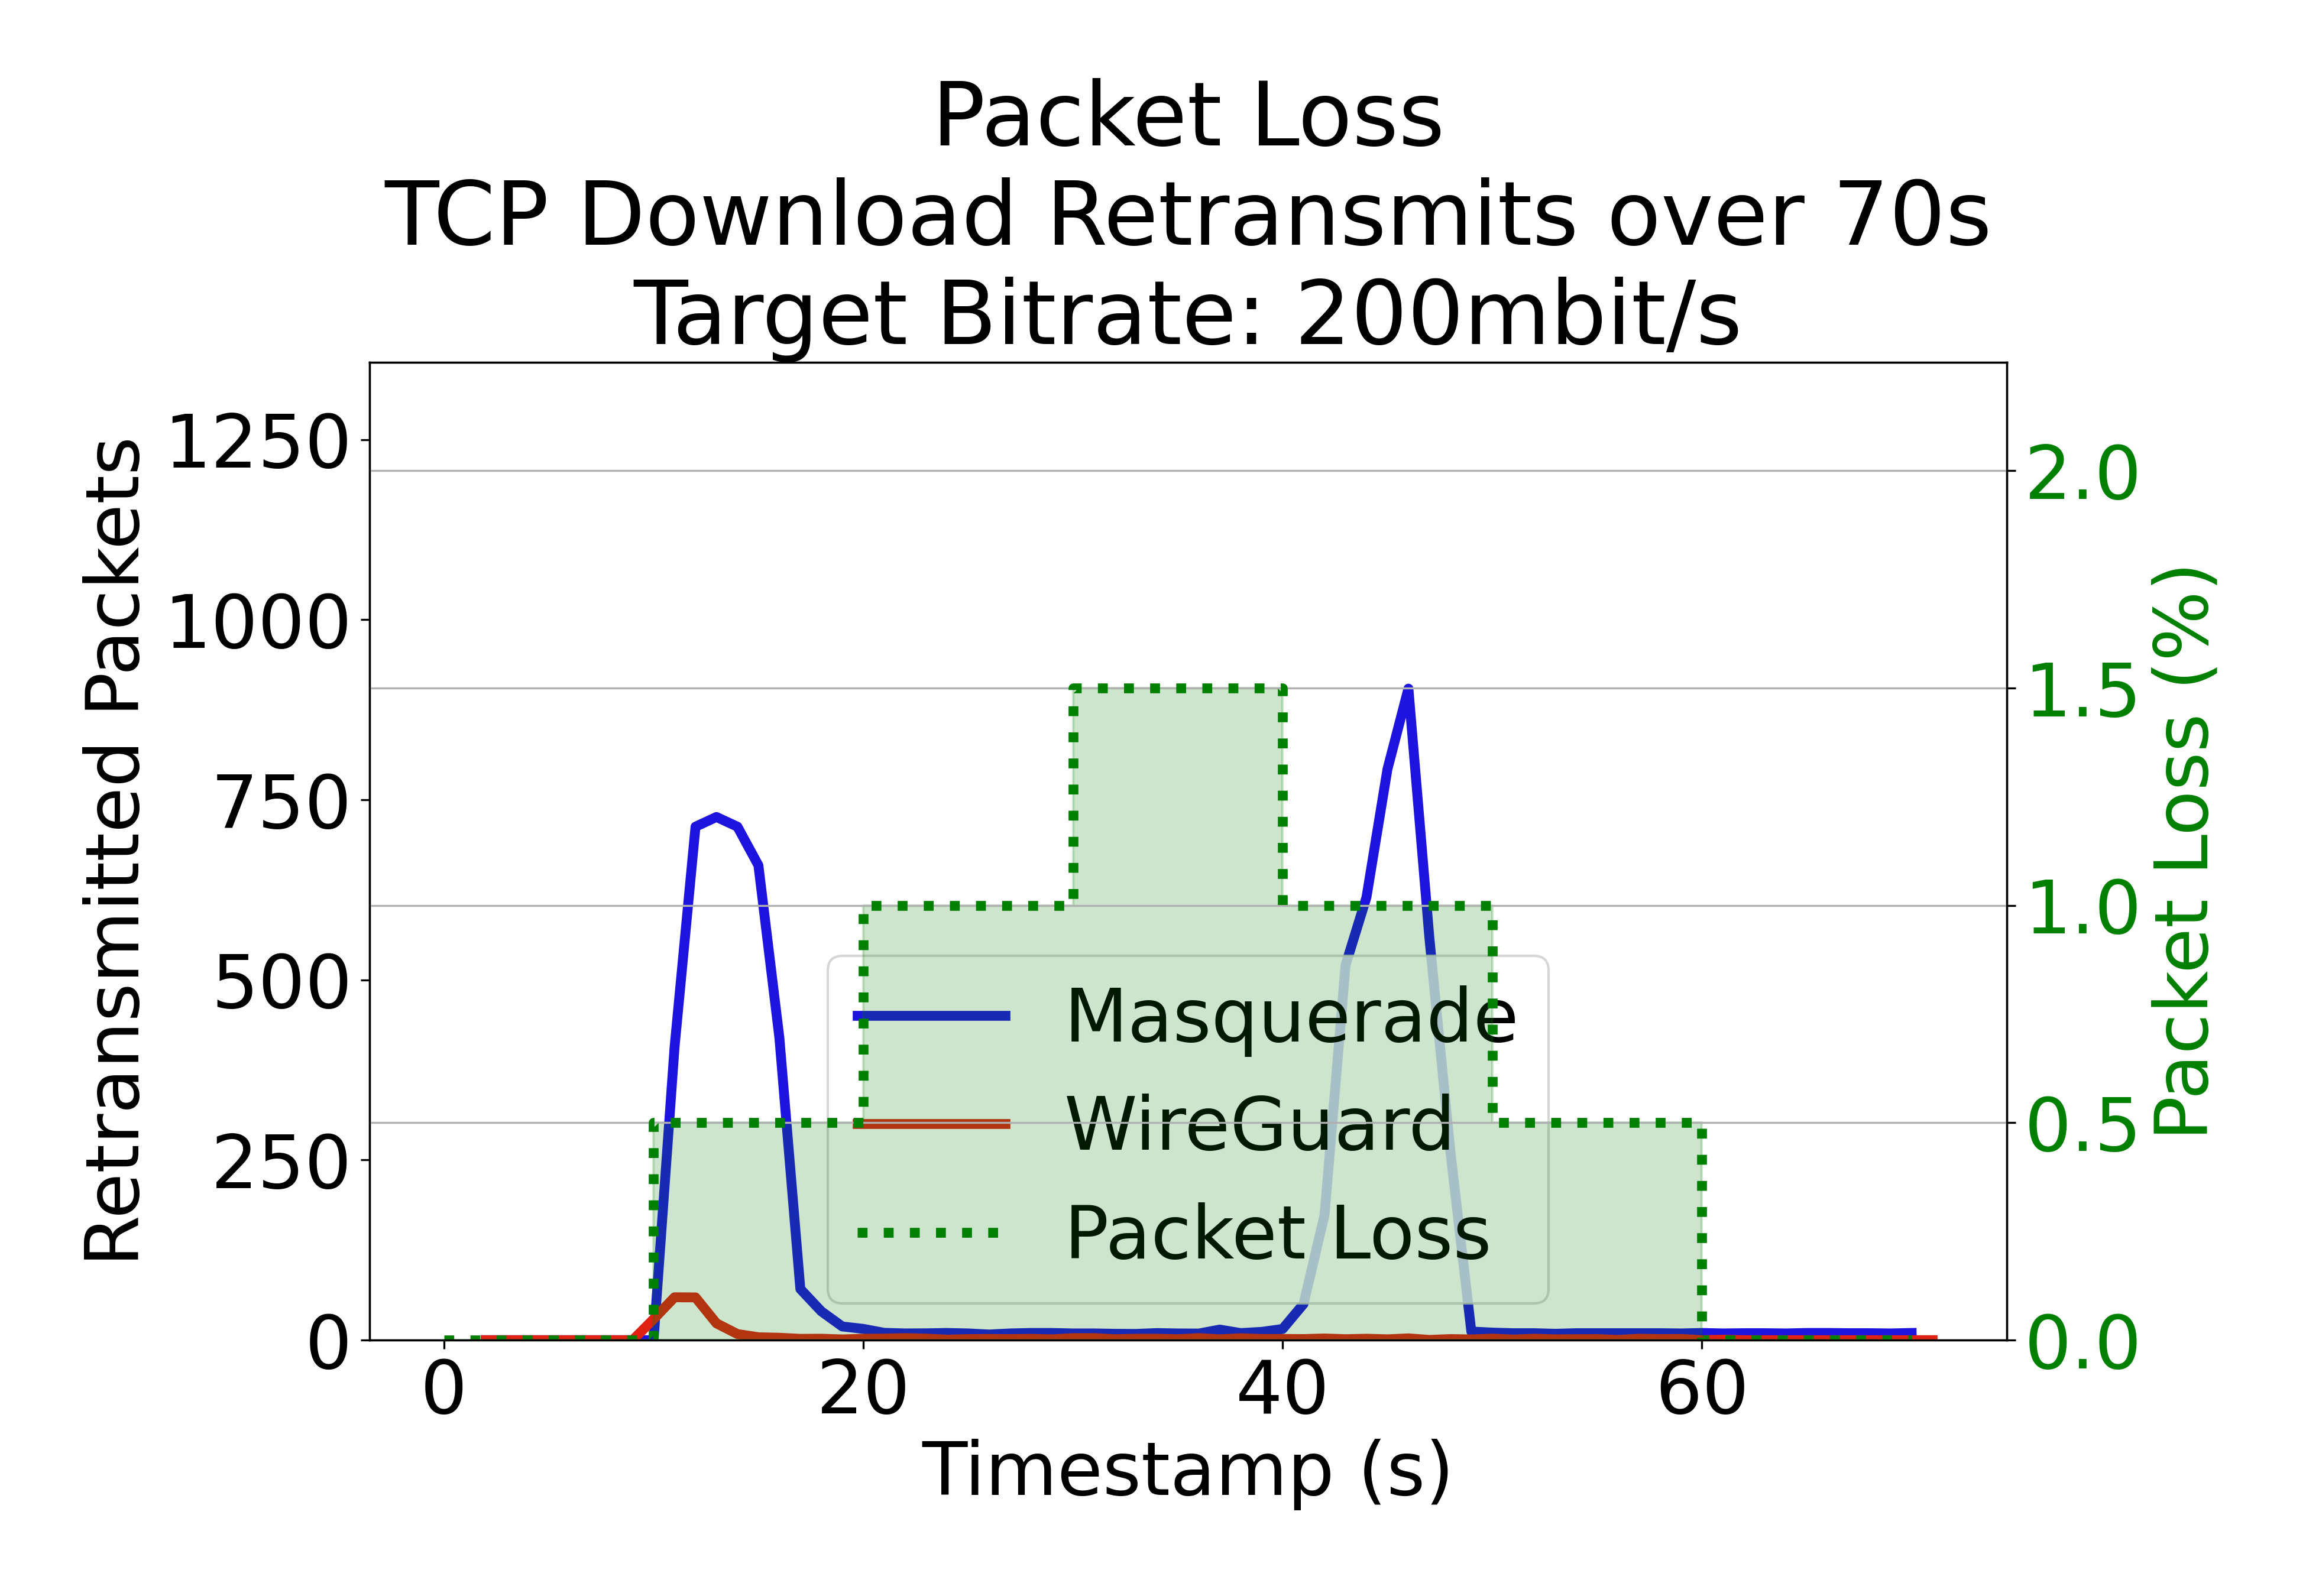 Packet Loss
TCP Download Retransmits over 70s
Target Bitrate: 200mbit/s
Retransmitted Packets
1250
1000
750
500
250
0
2.0
1.5
1.0
0.5
0.0
Packet Loss (%)
Masquerade
WireGuard
Packet Loss
0 20 40 60
Timestamp (s)